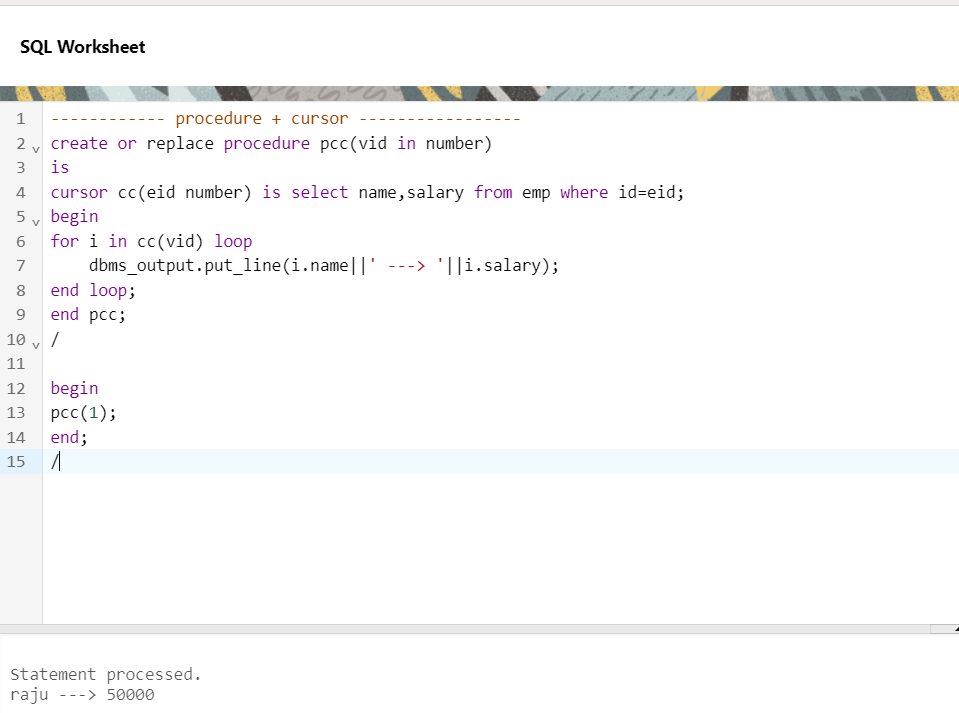 SQL Worksheet
1 ------------ procedure + cursor -----------------
2 create or replace procedure pcc(vid in number)
3 is
4 cursor cc(eid number) is select name,salary from emp where id=eid;
5 begin
6 for i in cc(vid) loop
7     dbms_output.put_line(i.name||' ---> '||i.salary);
8 end loop;
9 end pcc;
10 /
11
12 begin
13 pcc(1);
14 end;
15 /
Statement processed.
raju ---> 50000